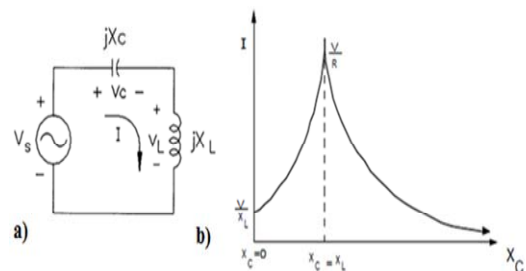 jXc
+ Vc -
+
Vs
-
I
+
VL
-
jXL
a)
b)
I
V
R
V
XL
XC=0
XC = XL
XC